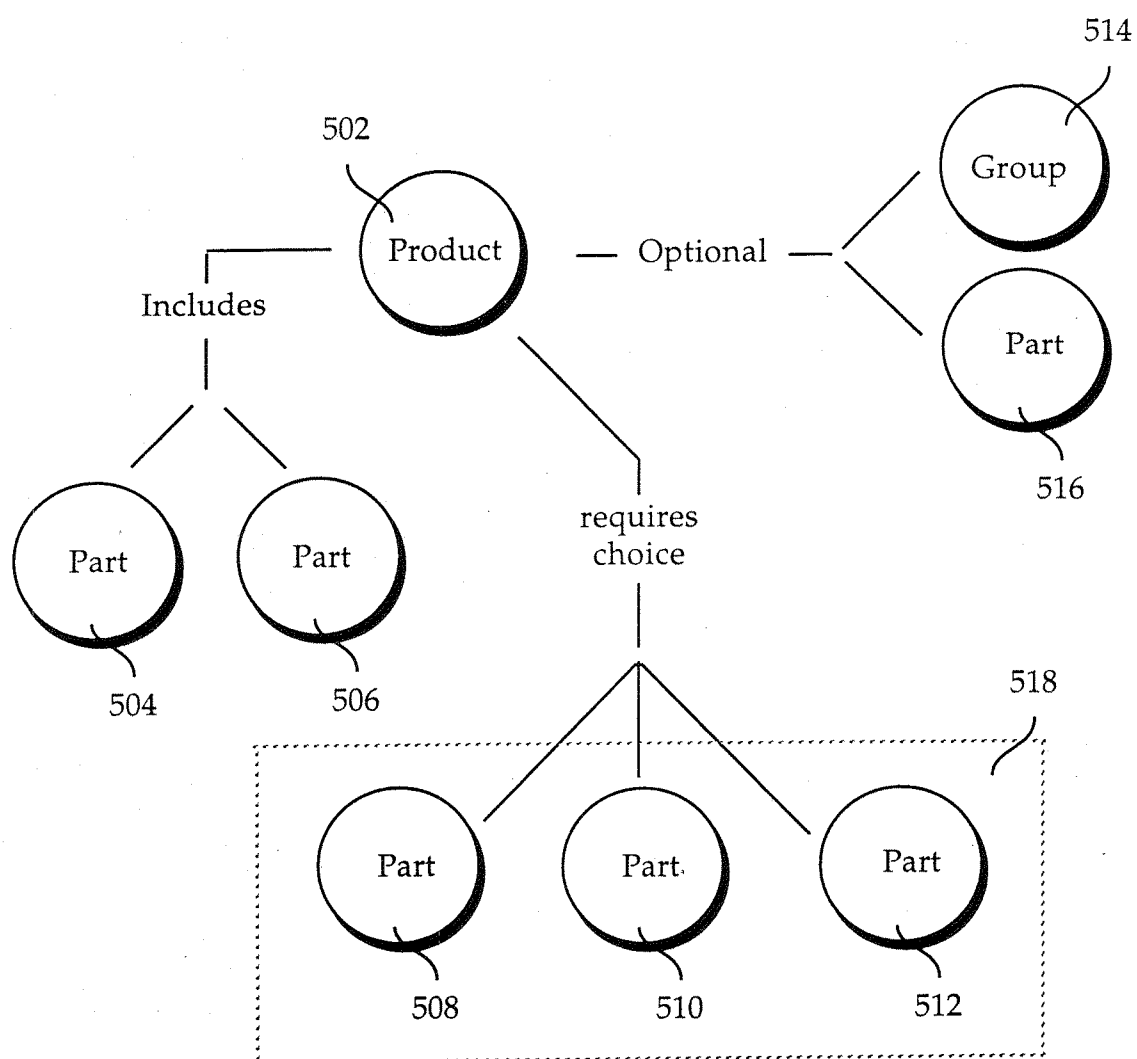 514
502
Group
Product
Optional
Includes
Part
516
requires
choice
Part
Part
504
506
518
Part
Part
Part
508
510
512